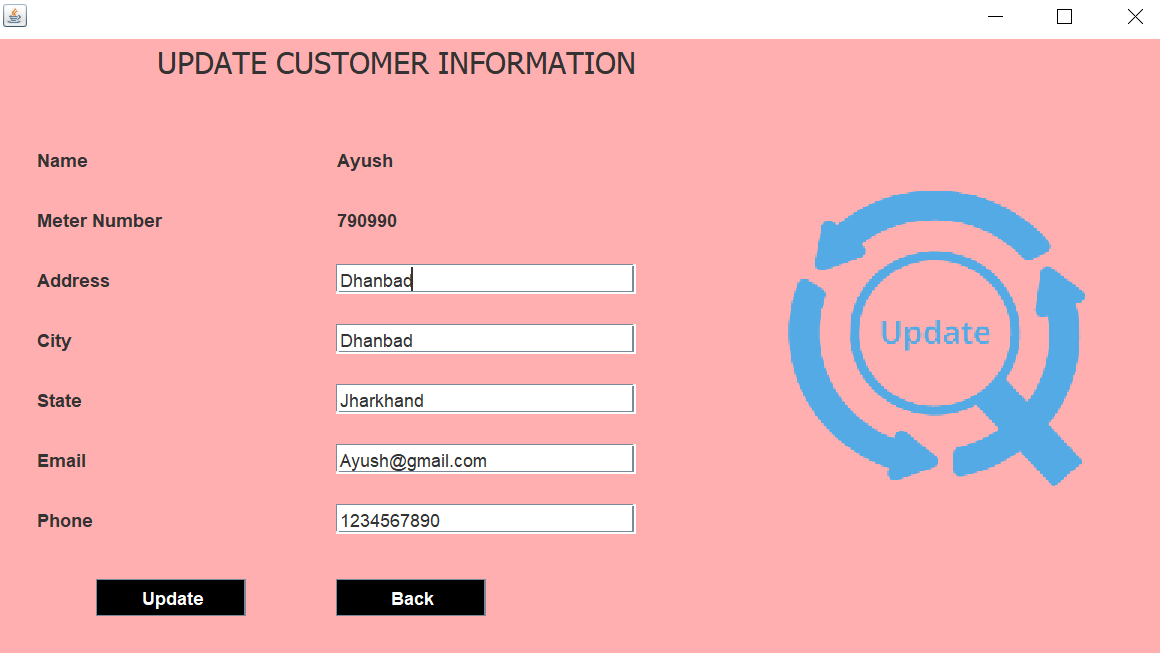 UPDATE CUSTOMER INFORMATION
Name Ayush
Meter Number 790990
Address Dhanbad
City Dhanbad
State Jharkhand
Email Ayush@gmail.com
Phone 1234567890
Update Back
Update